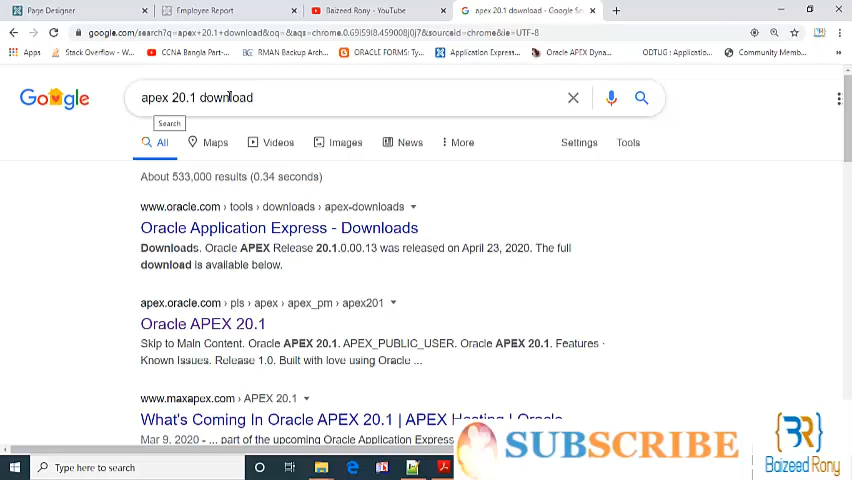 Page Designer
Employee Report
Baizeed Rony - YouTube
apex 20.1 download - Google Se
google.com/search?q=apex+20.1+download&oq=&aqs=chrome.0.69i59l8j0j7&sourceid=chrome&ie=UTF-8
Apps
Stack Overflow - W
CCNA Bangla Part-...
RMAN Backup Arch...
ORACLE FORMS: Ty...
Application Express...
Oracle APEX Dyna...
ODTUG : Application...
Community Memb...
Google
apex 20.1 download
Search
All
Maps
Videos
Images
News
More
Settings
Tools
About 533,000 results (0.34 seconds)
www.oracle.com › tools › downloads › apex-downloads
Oracle Application Express - Downloads
Downloads. Oracle APEX Release 20.1.0.00.13 was released on April 23, 2020. The full
download is available below.
apex.oracle.com › pls › apex › apex_pm › apex201
Oracle APEX 20.1
Skip to Main Content. Oracle APEX 20.1. APEX_PUBLIC_USER. Oracle APEX 20.1. Features ·
Known Issues. Release 1.0. Built with love using Oracle ...
www.maxapex.com › APEX 20.1
What's Coming In Oracle APEX 20.1 | APEX Hosting | Oracle
Mar 9, 2020 - ... part of the upcoming Oracle Application Express
SUBSCRIBE
BR
Baizeed Rony
Type here to search